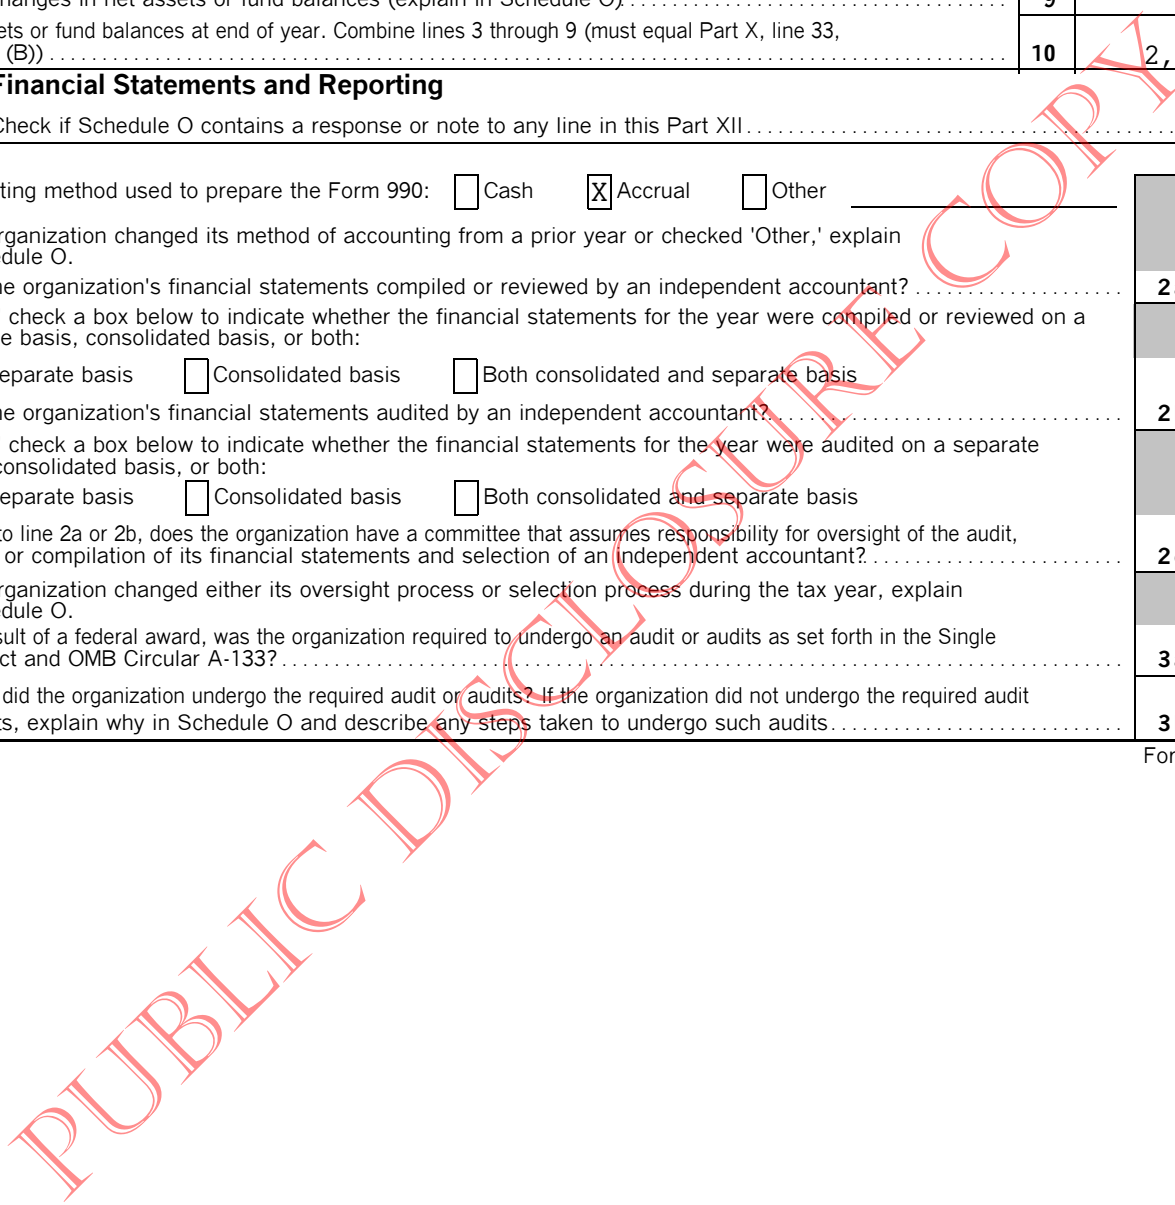 hanges in net assets or fund balances (explain in Schedule O) 9
ets or fund balances at end of year. Combine lines 3 through 9 (must equal Part X, line 33,
(B)) 10 2,
Financial Statements and Reporting
Check if Schedule O contains a response or note to any line in this Part XII
ting method used to prepare the Form 990: Cash X Accrual Other
rganization changed its method of accounting from a prior year or checked 'Other,' explain
edule O.
he organization's financial statements compiled or reviewed by an independent accountant? 2
check a box below to indicate whether the financial statements for the year were compiled or reviewed on a
e basis, consolidated basis, or both:
eparate basis Consolidated basis Both consolidated and separate basis
he organization's financial statements audited by an independent accountant? 2
check a box below to indicate whether the financial statements for the year were audited on a separate
consolidated basis, or both:
eparate basis Consolidated basis Both consolidated and separate basis
to line 2a or 2b, does the organization have a committee that assumes responsibility for oversight of the audit,
or compilation of its financial statements and selection of an independent accountant? 2
rganization changed either its oversight process or selection process during the tax year, explain
edule O.
sult of a federal award, was the organization required to undergo an audit or audits as set forth in the Single
ct and OMB Circular A-133? 3
did the organization undergo the required audit or audits? If the organization did not undergo the required audit
ts, explain why in Schedule O and describe any steps taken to undergo such audits 3
For
PUBLIC DISCLOSURE COPY